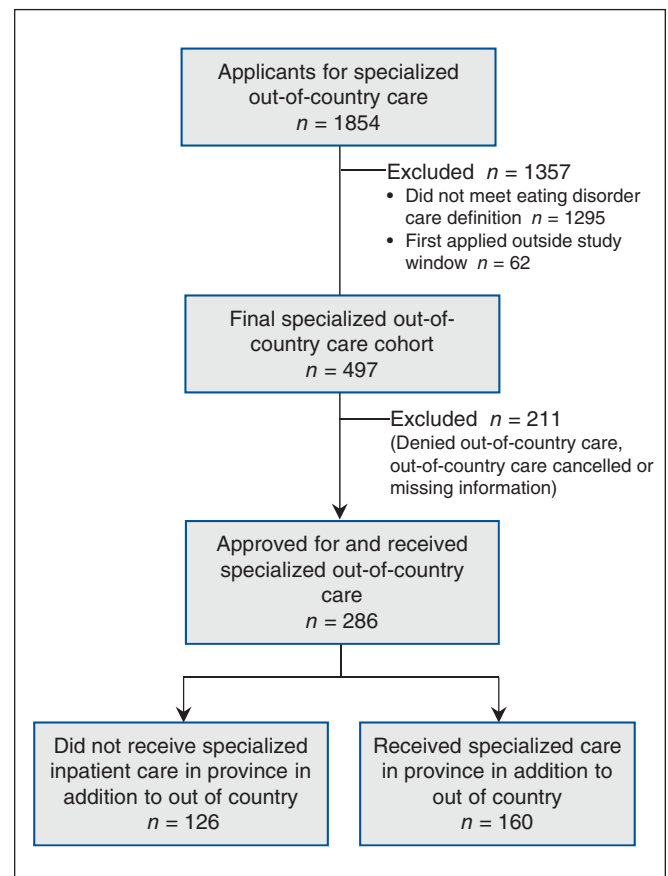 Applicants for specialized
out-of-country care
n = 1854
Excluded n = 1357
• Did not meet eating disorder
care definition n = 1295
• First applied outside study
window n = 62
Final specialized out-of-
country care cohort
n = 497
Excluded n = 211
(Denied out-of-country care,
out-of-country care cancelled or
missing information)
Approved for and received
specialized out-of-country
care
n = 286
Did not receive specialized
inpatient care in province in
addition to out of country
n = 126
Received specialized care
in province in addition to
out of country
n = 160